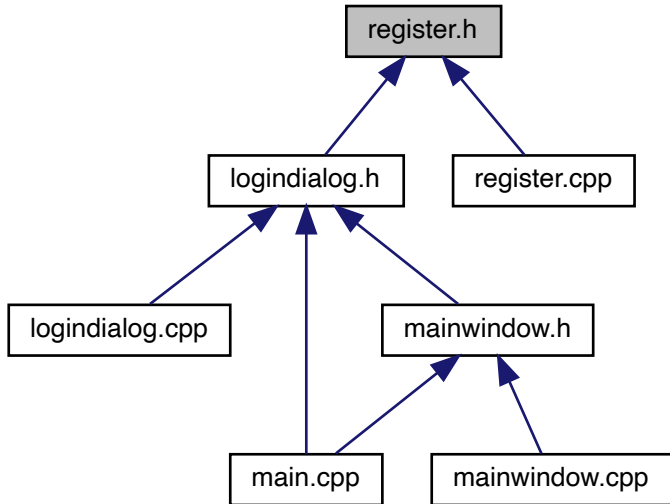 register.h
logindialog.h
register.cpp
logindialog.cpp
mainwindow.h
main.cpp
mainwindow.cpp